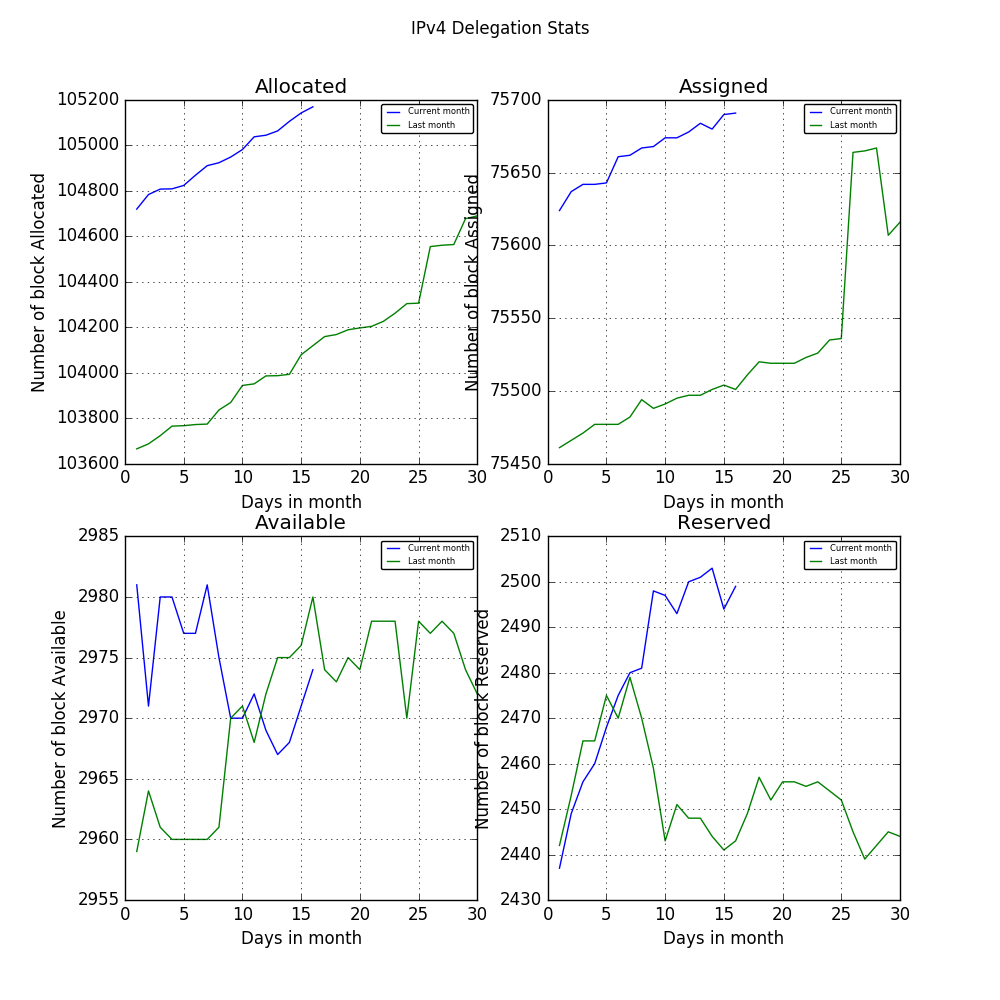 IPv4 Delegation Stats
Allocated
Number of block Allocated
105200
105000
104800
104600
104400
104200
104000
103800
103600
0 5 10 15 20 25 30
Days in month
Current month
Last month
Assigned
Number of block Assigned
75700
75650
75600
75550
75500
75450
0 5 10 15 20 25 30
Days in month
Current month
Last month
Available
Number of block Available
2985
2980
2975
2970
2965
2960
2955
0 5 10 15 20 25 30
Days in month
Current month
Last month
Reserved
Number of block Reserved
2510
2500
2490
2480
2470
2460
2450
2440
2430
0 5 10 15 20 25 30
Days in month
Current month
Last month